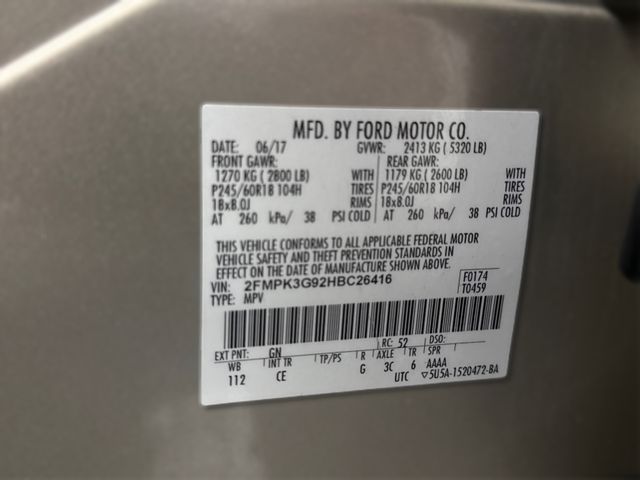 MFD. BY FORD MOTOR CO.
DATE: 06/17 GVWR: 2413 KG ( 5320 LB)
FRONT GAWR: REAR GAWR:
1270 KG ( 2800 LB) WITH 1179 KG ( 2600 LB) WITH
P245/60R18 104H TIRES P245/60R18 104H TIRES
18x8.0J RIMS 18x8.0J RIMS
AT 260 kPa/ 38 PSI COLD AT 260 kPa/ 38 PSI COLD
THIS VEHICLE CONFORMS TO ALL APPLICABLE FEDERAL MOTOR
VEHICLE SAFETY AND THEFT PREVENTION STANDARDS IN
EFFECT ON THE DATE OF MANUFACTURE SHOWN ABOVE.
VIN: 2FMPK3G92HBC26416 F0174
TYPE: MPV T0459
EXT PNT: GN RC: 52 DSO:
WB INT TR TP/PS R AXLE TR SPR
112 CE G 3C 6 AAAA
UTC ▽5U5A-1520472-BA